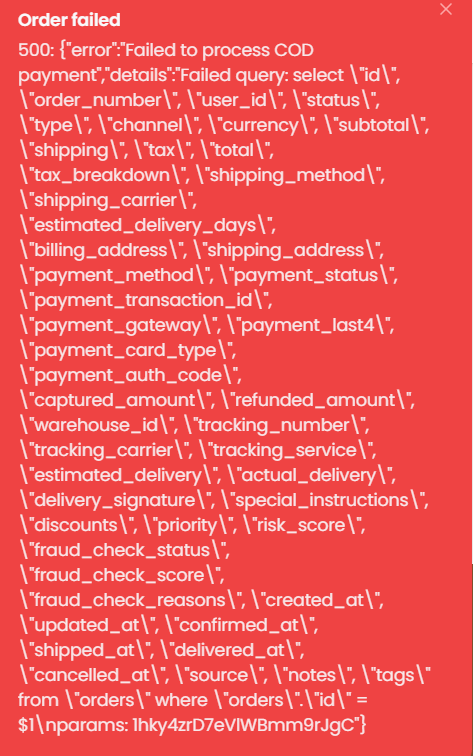 Order failed
500: {"error":"Failed to process COD
payment","details":"Failed query: select \"id\",
\"order_number\", \"user_id\", \"status\",
\"type\", \"channel\", \"currency\", \"subtotal\",
\"shipping\", \"tax\", \"total\",
\"tax_breakdown\", \"shipping_method\",
\"shipping_carrier\",
\"estimated_delivery_days\",
\"billing_address\", \"shipping_address\",
\"payment_method\", \"payment_status\",
\"payment_transaction_id\",
\"payment_gateway\", \"payment_last4\",
\"payment_card_type\",
\"payment_auth_code\",
\"captured_amount\", \"refunded_amount\",
\"warehouse_id\", \"tracking_number\",
\"tracking_carrier\", \"tracking_service\",
\"estimated_delivery\", \"actual_delivery\",
\"delivery_signature\", \"special_instructions\",
\"discounts\", \"priority\", \"risk_score\",
\"fraud_check_status\",
\"fraud_check_score\",
\"fraud_check_reasons\", \"created_at\",
\"updated_at\", \"confirmed_at\",
\"shipped_at\", \"delivered_at\",
\"cancelled_at\", \"source\", \"notes\", \"tags\"
from \"orders\" where \"orders\".\"id\" =
$1\nparams: 1hky4zrD7eVlWBmm9rJgC"}